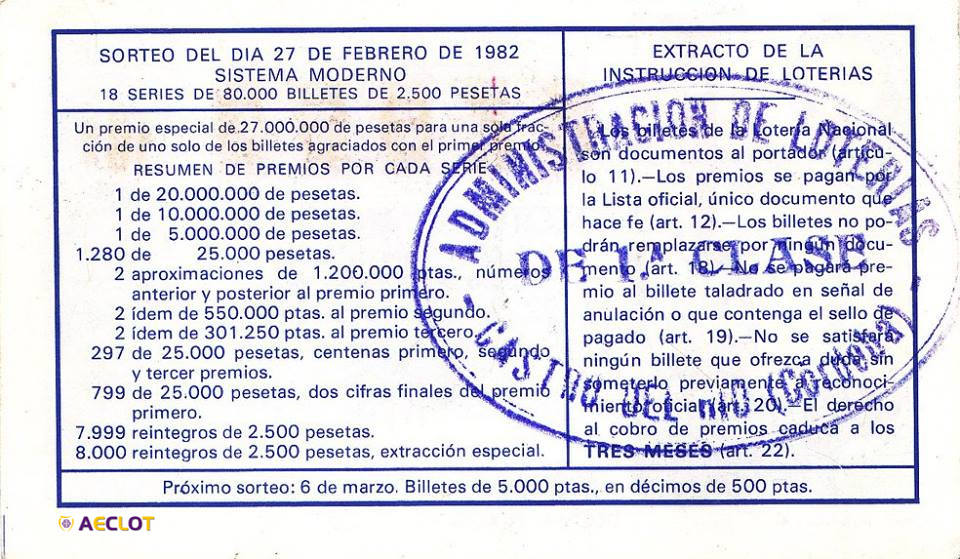 SORTEO DEL DIA 27 DE FEBRERO DE 1982
SISTEMA MODERNO
18 SERIES DE 80.000 BILLETES DE 2.500 PESETAS
Un premio especial de 27.000.000 de pesetas para una sola frac-
ción de uno solo de los billetes agraciados con el primer premio.
RESUMEN DE PREMIOS POR CADA SERIE
1 de 20.000.000 de pesetas.
1 de 10.000.000 de pesetas.
1 de 5.000.000 de pesetas.
1.280 de 25.000 pesetas.
2 aproximaciones de 1.200.000 ptas., números
anterior y posterior al premio primero.
2 ídem de 550.000 ptas. al premio segundo.
2 ídem de 301.250 ptas. al premio tercero.
297 de 25.000 pesetas, centenas primero, segundo
y tercer premios.
799 de 25.000 pesetas, dos cifras finales del premio
primero.
7.999 reintegros de 2.500 pesetas.
8.000 reintegros de 2.500 pesetas, extracción especial.
EXTRACTO DE LA
INSTRUCCION DE LOTERIAS
Los billetes de la Lotería Nacional
son documentos al portador (artícu-
lo 11).—Los premios se pagan por
la Lista oficial, único documento que
hace fe (art. 12).—Los billetes no po-
drán remplazarse por ningún docu-
mento (art. 18).—No se pagará pre-
mio al billete taladrado en señal de
anulación o que contenga el sello de
pagado (art. 19).—No se satisfará
ningún billete que ofrezca duda sin
someterlo previamente a reconoci-
miento oficial (art. 20).—El derecho
al cobro de premios caduca a los
TRES MESES (art. 22).
ADMINISTRACION DE LOTERIAS
DE 1.ª CLASE
CASTRO DEL RIO (Córdoba)
Próximo sorteo: 6 de marzo. Billetes de 5.000 ptas., en décimos de 500 ptas.
AECLOT